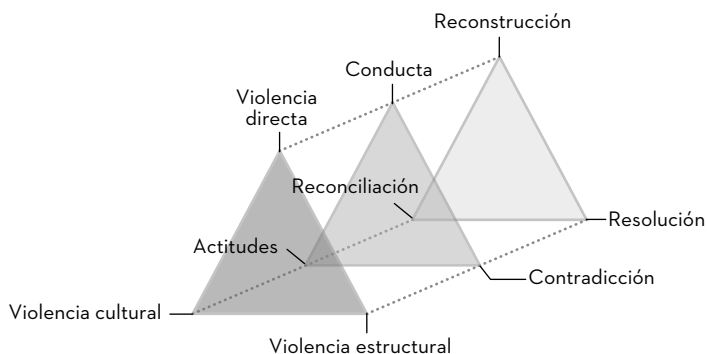 Reconstrucción
Conducta
Violencia
directa
Reconciliación
Resolución
Actitudes
Contradicción
Violencia cultural
Violencia estructural